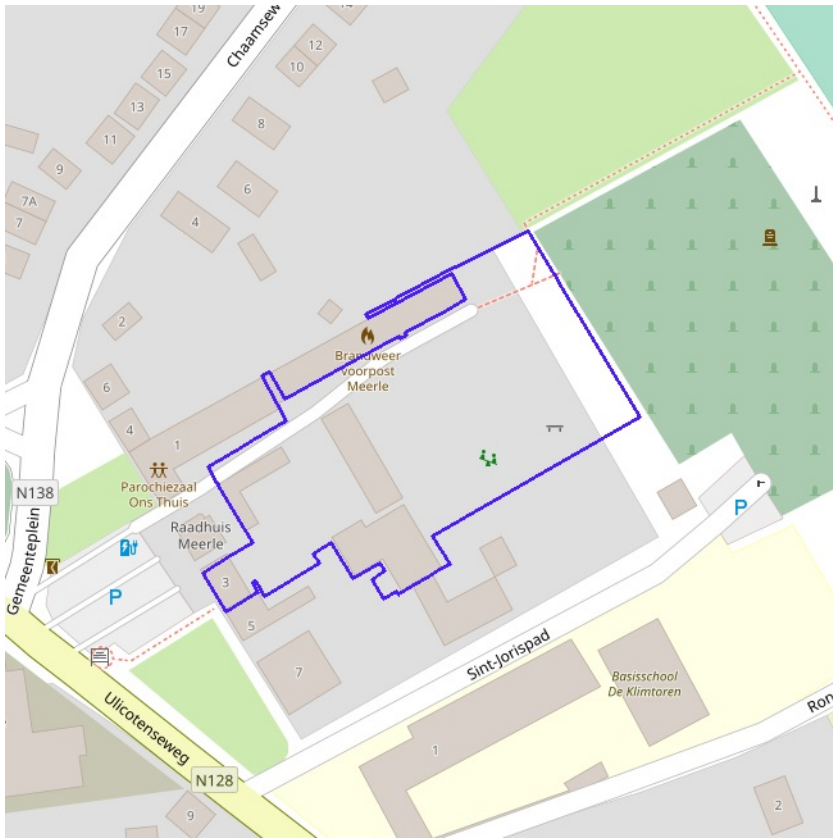 19
17
Chaamsew
14
12
10
15
13
11
8
9
6
7A
7
4
2
Brandweer
voorpost
Meerle
6
4
1
Parochiezaal
Ons Thuis
N138
Raadhuis
Meerle
P
P
3
Gemeenteplein
5
7
Sint-Jorispad
Basisschool
De Klimtoren
Ron
Ulicotenseweg
1
N128
9
2